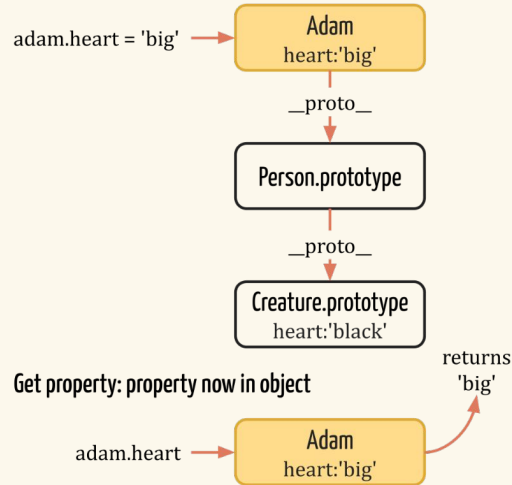 adam.heart = 'big'
Adam
heart:'big'
__proto__
Person.prototype
__proto__
Creature.prototype
heart:'black'
Get property: property now in object
returns
'big'
adam.heart
Adam
heart:'big'